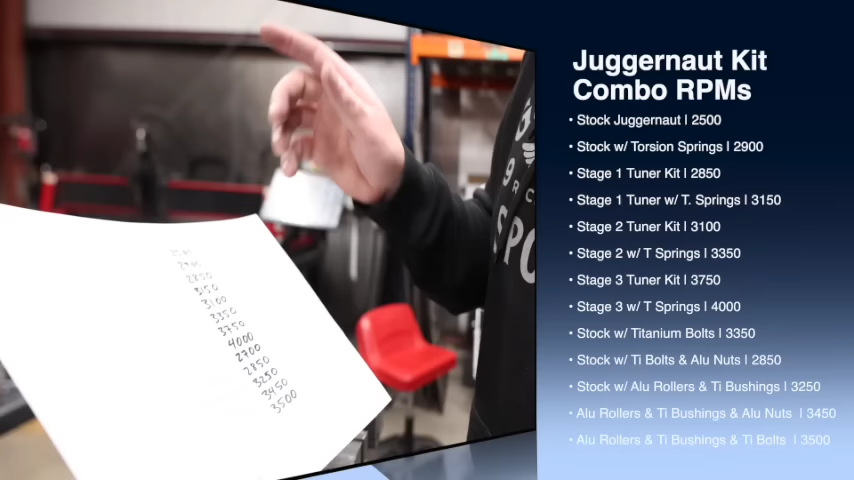 Juggernaut Kit
Combo RPMs
• Stock Juggernaut | 2500
• Stock w/ Torsion Springs | 2900
• Stage 1 Tuner Kit | 2850
• Stage 1 Tuner w/ T. Springs | 3150
• Stage 2 Tuner Kit | 3100
• Stage 2 w/ T Springs | 3350
• Stage 3 Tuner Kit | 3750
• Stage 3 w/ T Springs | 4000
• Stock w/ Titanium Bolts | 3350
• Stock w/ Ti Bolts & Alu Nuts | 2850
• Stock w/ Alu Rollers & Ti Bushings | 3250
• Alu Rollers & Ti Bushings & Alu Nuts | 3450
• Alu Rollers & Ti Bushings & Ti Bolts | 3500
2850
3150
3100
3350
3750
4000
2700
2850
3250
3450
3500